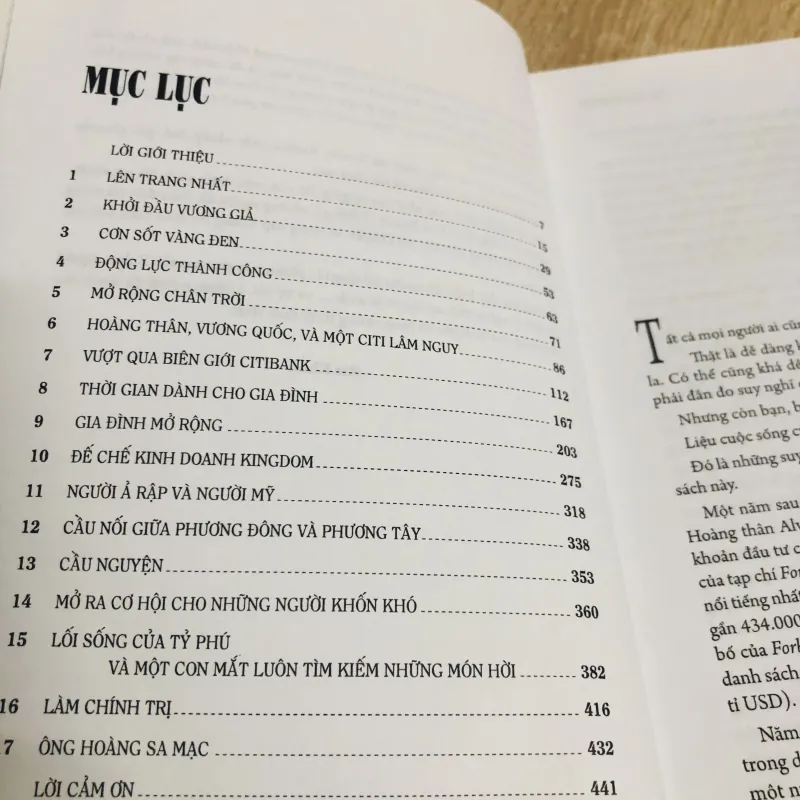 MỤC LỤC
LỜI GIỚI THIỆU 7
1 LÊN TRANG NHẤT 15
2 KHỞI ĐẦU VƯƠNG GIẢ 29
3 CƠN SỐT VÀNG ĐEN 53
4 ĐỘNG LỰC THÀNH CÔNG 63
5 MỞ RỘNG CHÂN TRỜI 71
6 HOÀNG THÂN, VƯƠNG QUỐC, VÀ MỘT CITI LÂM NGUY 86
7 VƯỢT QUA BIÊN GIỚI CITIBANK 112
8 THỜI GIAN DÀNH CHO GIA ĐÌNH 167
9 GIA ĐÌNH MỞ RỘNG 203
10 ĐẾ CHẾ KINH DOANH KINGDOM 275
11 NGƯỜI Ả RẬP VÀ NGƯỜI MỸ 318
12 CẦU NỐI GIỮA PHƯƠNG ĐÔNG VÀ PHƯƠNG TÂY 338
13 CẦU NGUYỆN 353
14 MỞ RA CƠ HỘI CHO NHỮNG NGƯỜI KHỐN KHÓ 360
15 LỐI SỐNG CỦA TỶ PHÚ
VÀ MỘT CON MẮT LUÔN TÌM KIẾM NHỮNG MÓN HỜI 382
16 LÀM CHÍNH TRỊ 416
7 ÔNG HOÀNG SA MẠC 432
LỜI CẢM ƠN 441
Tất cả mọi người ai cũ
Thật là dễ dàng k
la. Có thể cũng khá dễ
phải đắn đo suy nghĩ
Nhưng còn bạn, b
Liệu cuộc sống c
Đó là những suy
sách này.
Một năm sau
Hoàng thân Al
khoản đầu tư c
của tạp chí For
nổi tiếng nhất
gần 434.000
bố của Forb
danh sách
tỉ USD).
Năm
trong d
một n